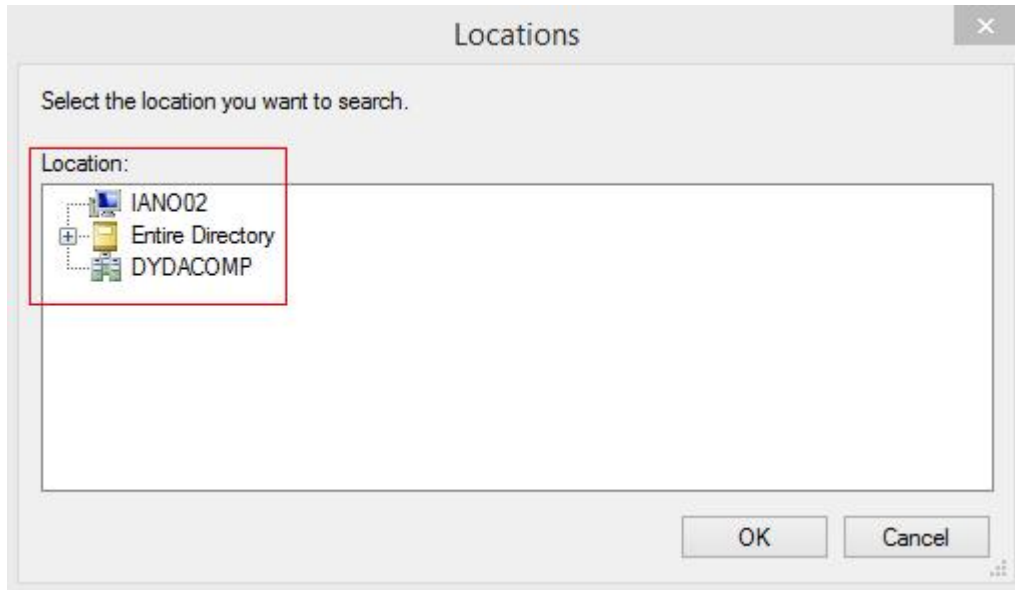 Locations
Select the location you want to search.
Location:
IANO02
Entire Directory
DYDACOMP
OK Cancel